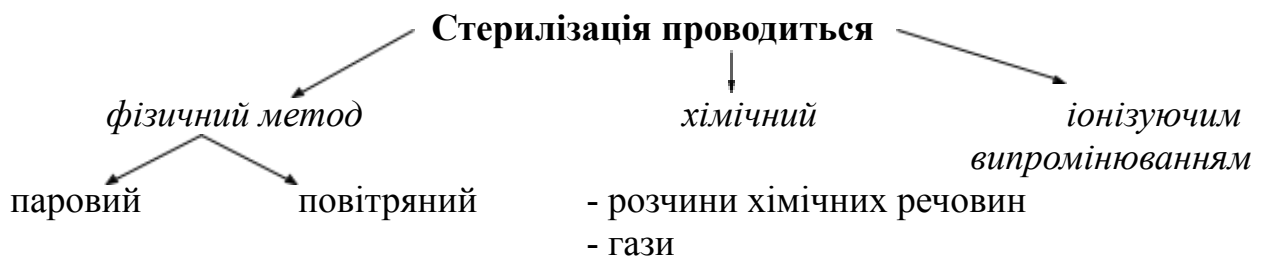 Стерилізація проводиться
фізичний метод хімічний іонізуючим
випромінюванням
паровий повітряний - розчини хімічних речовин
- гази